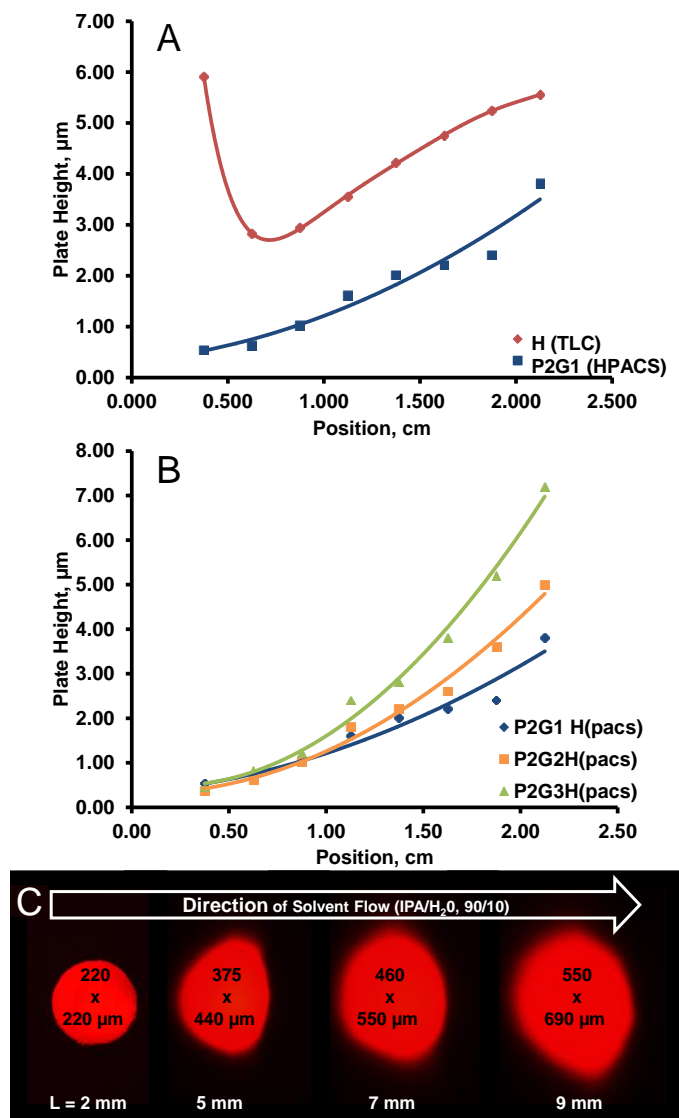 A
7.00
6.00
5.00
4.00
3.00
2.00
1.00
0.00
Plate Height, µm
H (TLC)
P2G1 (HPACS)
0.000 0.500 1.000 1.500 2.000 2.500
Position, cm
B
8.00
7.00
6.00
5.00
4.00
3.00
2.00
1.00
0.00
Plate Height, µm
P2G1 H(pacs)
P2G2H(pacs)
P2G3H(pacs)
0.00 0.50 1.00 1.50 2.00
Position, cm
C
Direction of Solvent Flow (IPA/H₂0, 90/10)
220
x
220 µm
375
x
440 µm
460
x
550 µm
550
x
690 µm
L = 2 mm 5 mm 7 mm 9 mm